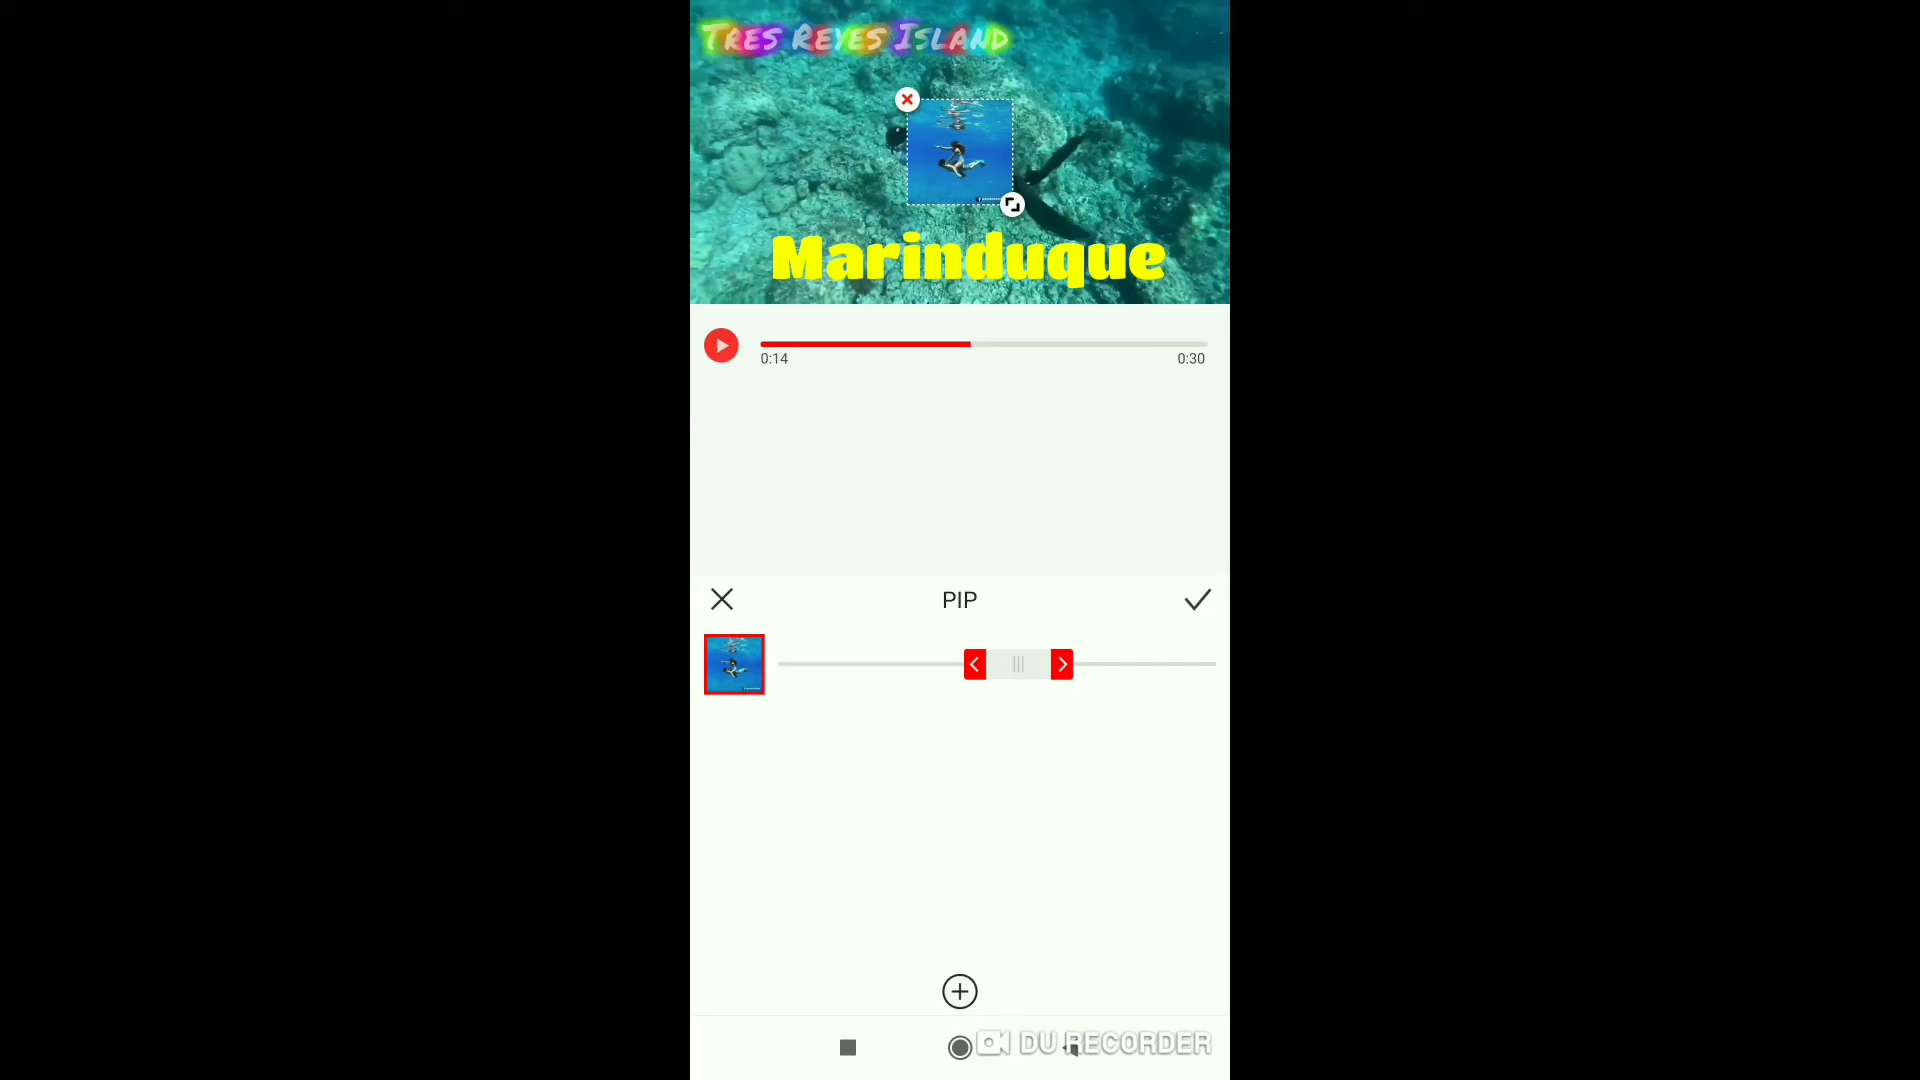 Tres Reyes Island
Marinduque
0:14
0:30
PIP
DU RECORDER